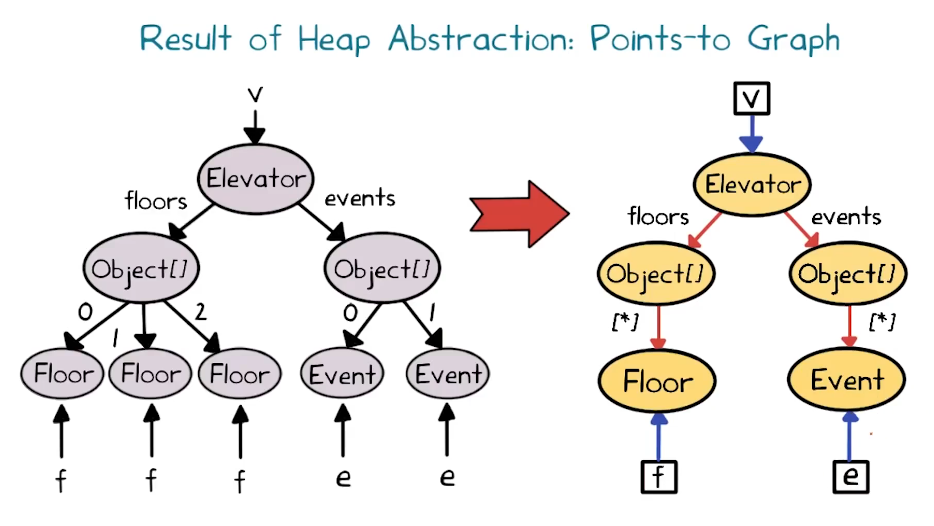 Result of Heap Abstraction: Points-to Graph
v
v
Elevator
Elevator
floors
events
floors
events
Object[]
Object[]
Object[]
Object[]
0
1
2
0
1
[*]
[*]
Floor
Floor
Floor
Event
Event
Floor
Event
f
f
f
e
e
f
e